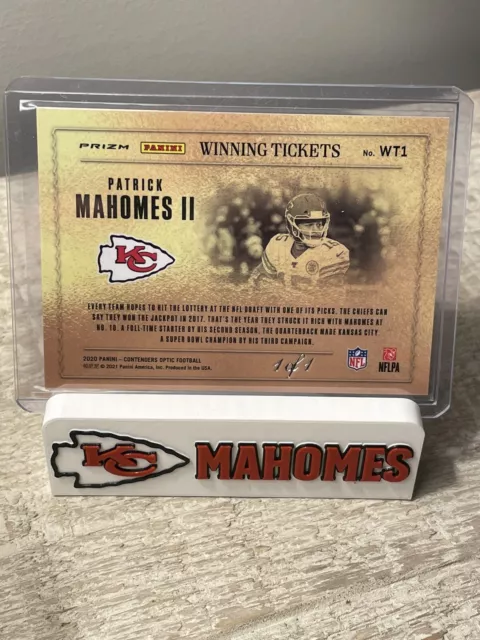 PRIZM PANINI WINNING TICKETS No. WT1
PATRICK
MAHOMES II
KC
EVERY TEAM HOPES TO HIT THE LOTTERY AT THE NFL DRAFT WITH ONE OF ITS PICKS. THE CHIEFS CAN
SAY THEY WON THE JACKPOT IN 2017. THAT'S THE YEAR THEY STRUCK IT RICH WITH MAHOMES AT
NO. 10. A FULL-TIME STARTER BY HIS SECOND SEASON, THE QUARTERBACK MADE KANSAS CITY
A SUPER BOWL CHAMPION BY HIS THIRD CAMPAIGN.
2020 PANINI – CONTENDERS OPTIC FOOTBALL
© 2021 Panini America, Inc. Produced in the USA.
1 of 1
NFL NFLPA
KC MAHOMES